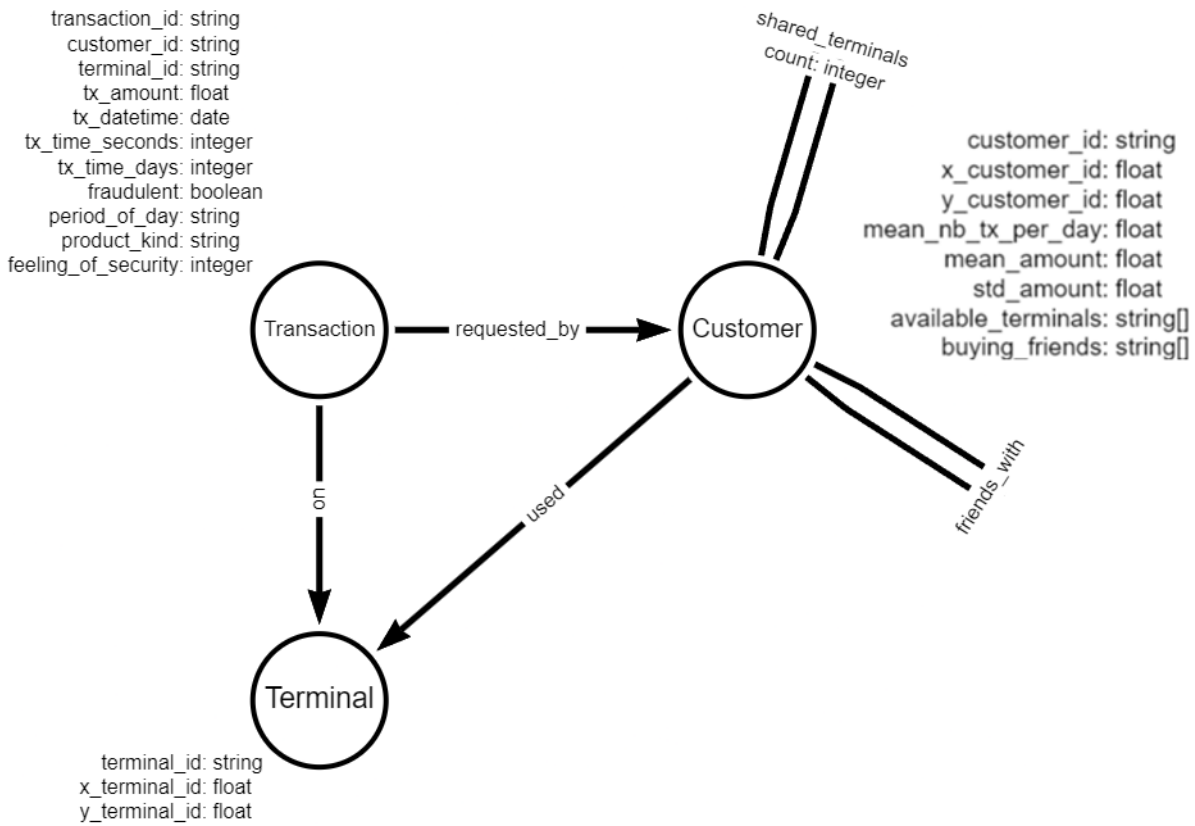 transaction_id: string
customer_id: string
terminal_id: string
tx_amount: float
tx_datetime: date
tx_time_seconds: integer
tx_time_days: integer
fraudulent: boolean
period_of_day: string
product_kind: string
feeling_of_security: integer
shared_terminals
count: integer
customer_id: string
x_customer_id: float
y_customer_id: float
mean_nb_tx_per_day: float
mean_amount: float
std_amount: float
available_terminals: string[]
buying_friends: string[]
Transaction
requested_by
Customer
on
used
friends_with
Terminal
terminal_id: string
x_terminal_id: float
y_terminal_id: float